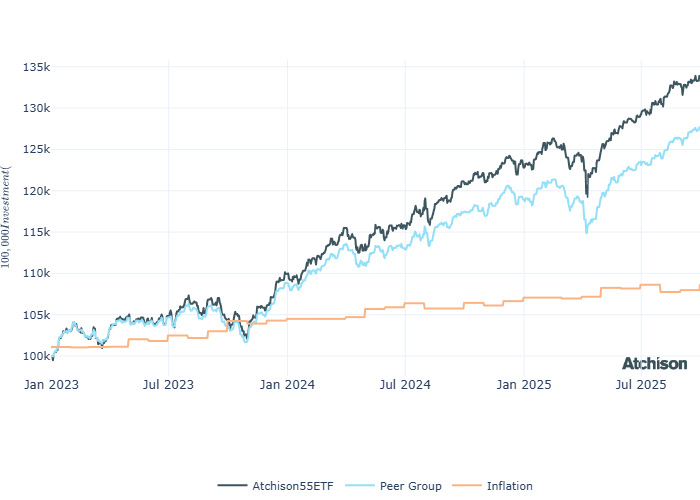 135k
130k
125k
120k
115k
110k
105k
100k
100,000Investment(
Jan 2023
Jul 2023
Jan 2024
Jul 2024
Jan 2025
Jul 2025
Atchison
Atchison55ETF
Peer Group
Inflation